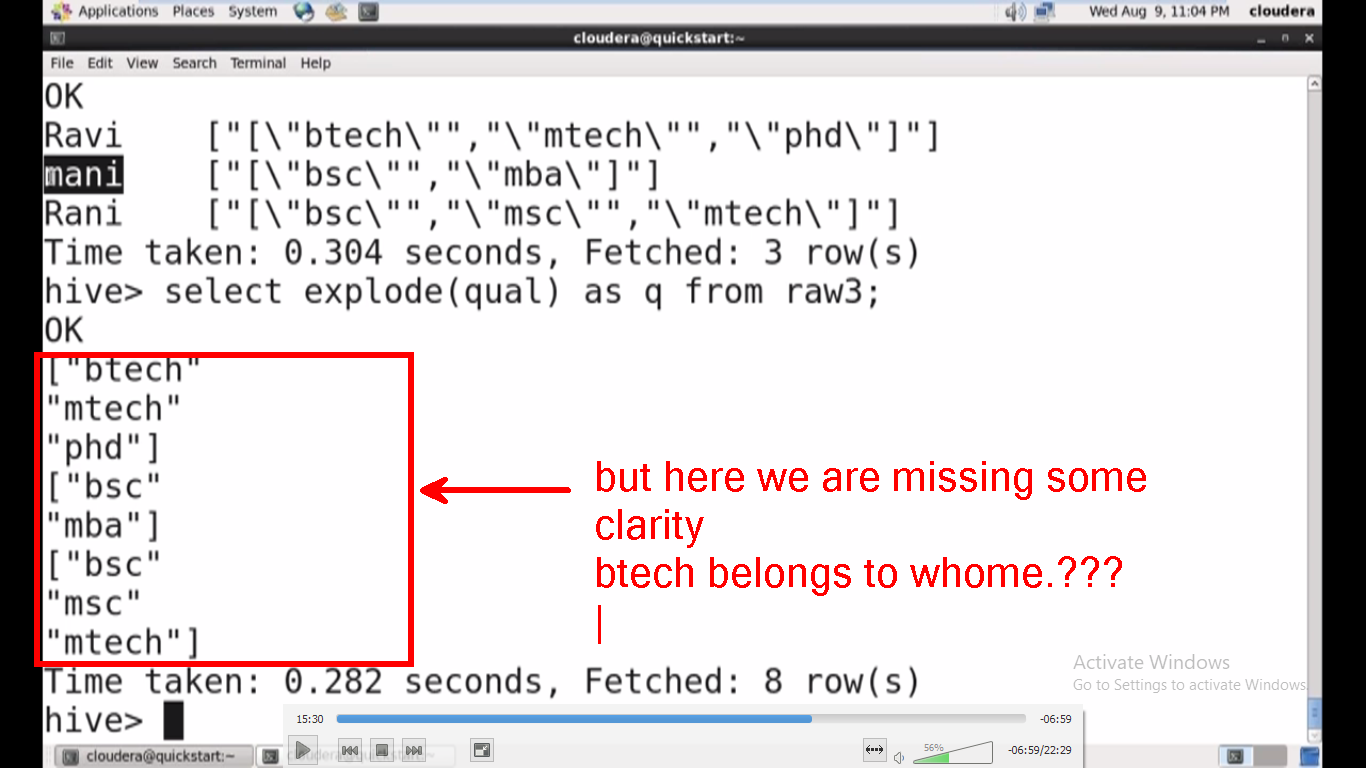 Applications Places System Wed Aug 9, 11:04 PM cloudera
cloudera@quickstart:~
File Edit View Search Terminal Help
OK
Ravi ["[\"btech\"","\"mtech\"","\"phd\"]"]
mani ["[\"bsc\"","\"mba\"]"]
Rani ["[\"bsc\"","\"msc\"","\"mtech\"]"]
Time taken: 0.304 seconds, Fetched: 3 row(s)
hive> select explode(qual) as q from raw3;
OK
["btech"
"mtech"
"phd"]
["bsc"
"mba"]
["bsc"
"msc"
"mtech"]
but here we are missing some
clarity
btech belongs to whome.???
Time taken: 0.282 seconds, Fetched: 8 row(s)
hive>
Activate Windows
Go to Settings to activate Windows.
15:30 -06:59
56% -06:59/22:29
cloudera@quickstart:~ cloudera@quickstart:~